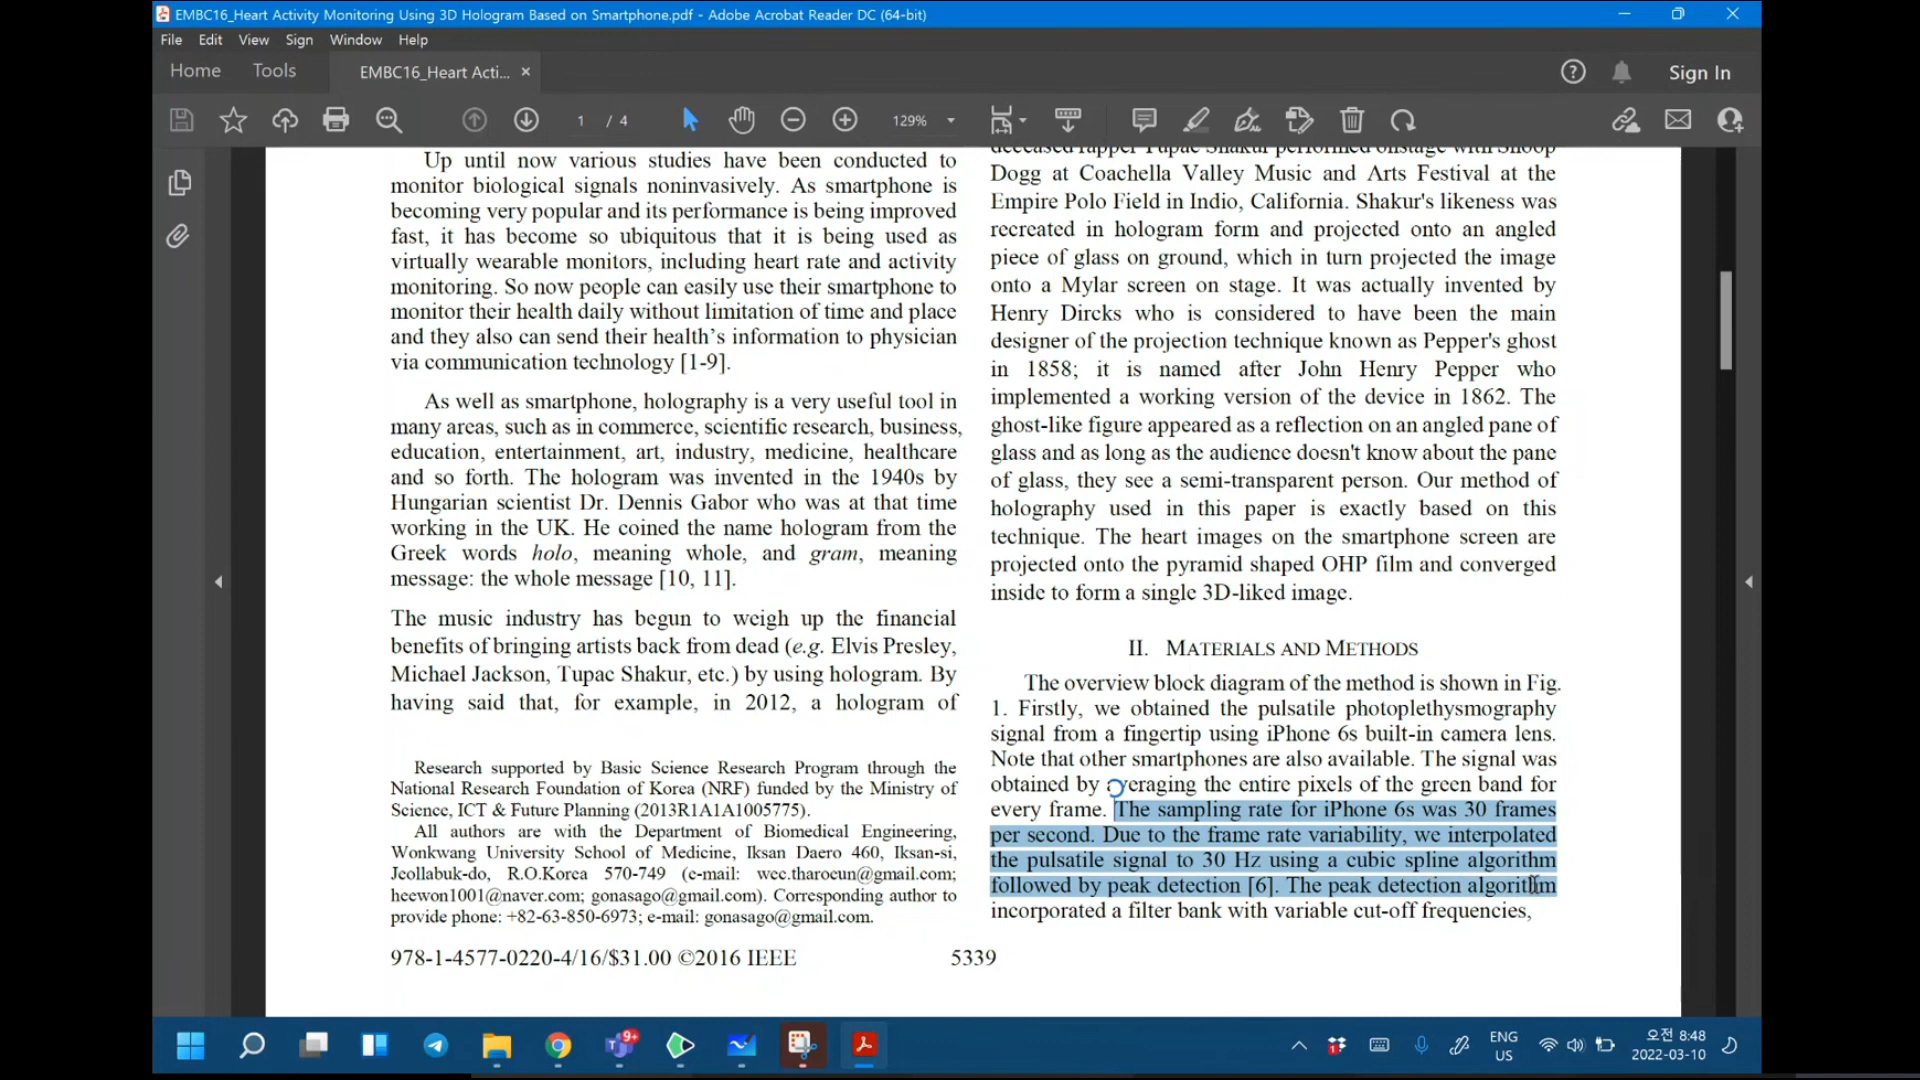 EMBC16_Heart Activity Monitoring Using 3D Hologram Based on Smartphone.pdf - Adobe Acrobat Reader DC (64-bit)
File Edit View Sign Window Help
Home Tools EMBC16_Heart Acti... × Sign In
1 / 4 129%
Up until now various studies have been conducted to
monitor biological signals noninvasively. As smartphone is
becoming very popular and its performance is being improved
fast, it has become so ubiquitous that it is being used as
virtually wearable monitors, including heart rate and activity
monitoring. So now people can easily use their smartphone to
monitor their health daily without limitation of time and place
and they also can send their health’s information to physician
via communication technology [1-9].
As well as smartphone, holography is a very useful tool in
many areas, such as in commerce, scientific research, business,
education, entertainment, art, industry, medicine, healthcare
and so forth. The hologram was invented in the 1940s by
Hungarian scientist Dr. Dennis Gabor who was at that time
working in the UK. He coined the name hologram from the
Greek words holo, meaning whole, and gram, meaning
message: the whole message [10, 11].
The music industry has begun to weigh up the financial
benefits of bringing artists back from dead (e.g. Elvis Presley,
Michael Jackson, Tupac Shakur, etc.) by using hologram. By
having said that, for example, in 2012, a hologram of
Research supported by Basic Science Research Program through the
National Research Foundation of Korea (NRF) funded by the Ministry of
Science, ICT & Future Planning (2013R1A1A1005775).
All authors are with the Department of Biomedical Engineering,
Wonkwang University School of Medicine, Iksan Daero 460, Iksan-si,
Jeollabuk-do, R.O.Korea 570-749 (e-mail: wcc.tharoeun@gmail.com;
heewon1001@naver.com; gonasago@gmail.com). Corresponding author to
provide phone: +82-63-850-6973; e-mail: gonasago@gmail.com.
deceased rapper Tupac Shakur performed onstage with Snoop
Dogg at Coachella Valley Music and Arts Festival at the
Empire Polo Field in Indio, California. Shakur's likeness was
recreated in hologram form and projected onto an angled
piece of glass on ground, which in turn projected the image
onto a Mylar screen on stage. It was actually invented by
Henry Dircks who is considered to have been the main
designer of the projection technique known as Pepper's ghost
in 1858; it is named after John Henry Pepper who
implemented a working version of the device in 1862. The
ghost-like figure appeared as a reflection on an angled pane of
glass and as long as the audience doesn't know about the pane
of glass, they see a semi-transparent person. Our method of
holography used in this paper is exactly based on this
technique. The heart images on the smartphone screen are
projected onto the pyramid shaped OHP film and converged
inside to form a single 3D-liked image.
II. MATERIALS AND METHODS
The overview block diagram of the method is shown in Fig.
1. Firstly, we obtained the pulsatile photoplethysmography
signal from a fingertip using iPhone 6s built-in camera lens.
Note that other smartphones are also available. The signal was
obtained by averaging the entire pixels of the green band for
every frame. The sampling rate for iPhone 6s was 30 frames
per second. Due to the frame rate variability, we interpolated
the pulsatile signal to 30 Hz using a cubic spline algorithm
followed by peak detection [6]. The peak detection algorithm
incorporated a filter bank with variable cut-off frequencies,
978-1-4577-0220-4/16/$31.00 ©2016 IEEE 5339
9+
1
ENG
US
오전 8:48
2022-03-10